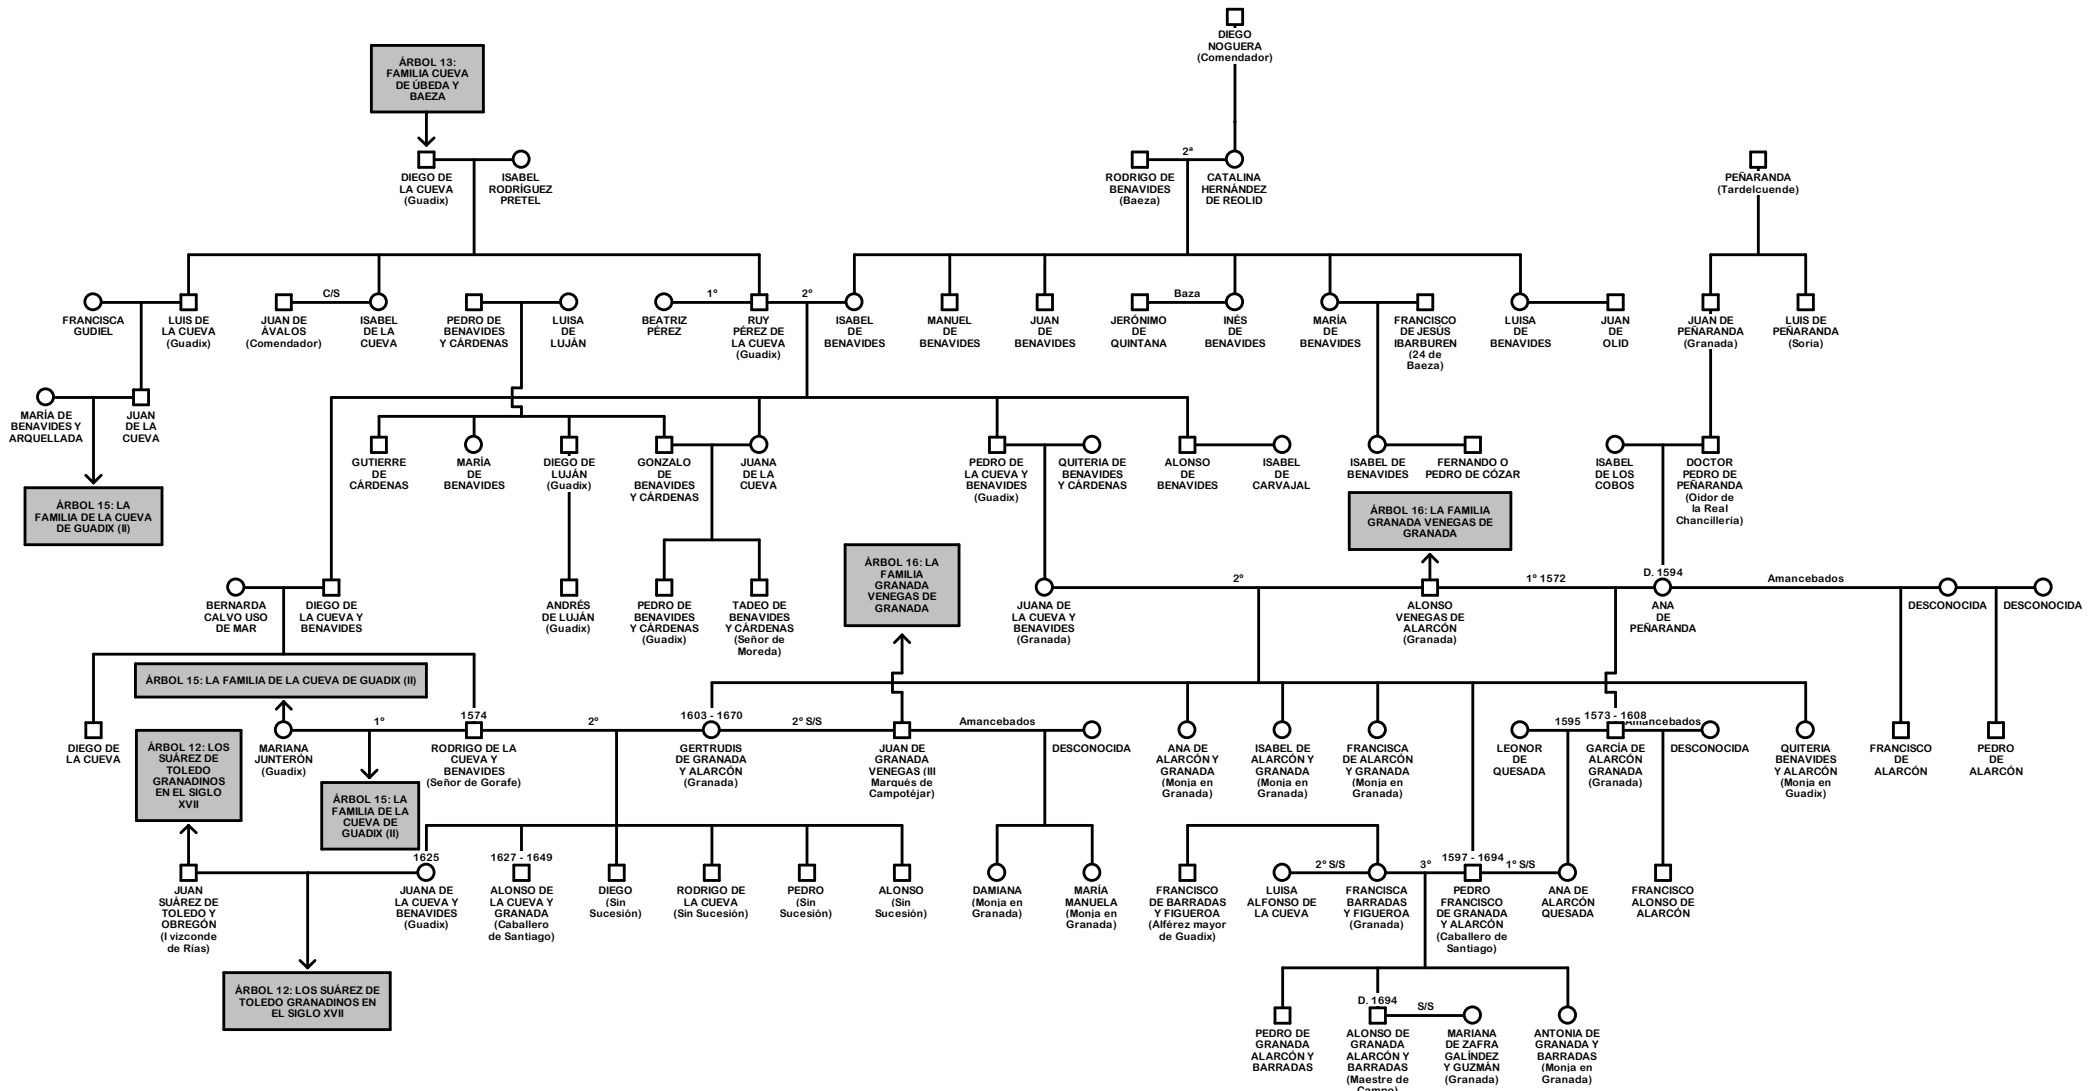 DIEGO
NOGUERA
(Comendador)
ÁRBOL 13:
FAMILIA CUEVA
DE ÚBEDA Y
BAEZA
DIEGO DE
LA CUEVA
(Guadix)
ISABEL
RODRÍGUEZ
PRETEL
2ª
RODRIGO DE
BENAVIDES
(Baeza)
CATALINA
HERNÁNDEZ
DE REOLID
PEÑARANDA
(Tardelcuende)
FRANCISCA
GUDIEL
LUIS DE
LA CUEVA
(Guadix)
C/S
JUAN DE
ÁVALOS
(Comendador)
ISABEL
DE LA
CUEVA
PEDRO DE
BENAVIDES
Y CÁRDENAS
LUISA
DE
LUJÁN
BEATRIZ
PÉREZ
1º
RUY
PÉREZ DE
LA CUEVA
(Guadix)
2º
ISABEL
DE
BENAVIDES
MANUEL
DE
BENAVIDES
JUAN
DE
BENAVIDES
JERÓNIMO
DE
QUINTANA
Baza
INÉS
DE
BENAVIDES
MARÍA
DE
BENAVIDES
FRANCISCO
DE JESÚS
IBARBUREN
(24 de
Baeza)
LUISA
DE
BENAVIDES
JUAN
DE
OLID
JUAN DE
PEÑARANDA
(Granada)
LUIS DE
PEÑARANDA
(Soria)
MARÍA DE
BENAVIDES Y
ARQUELLADA
JUAN
DE LA
CUEVA
GUTIERRE
DE
CÁRDENAS
MARÍA
DE
BENAVIDES
DIEGO DE
LUJÁN
(Guadix)
GONZALO
DE
BENAVIDES
Y CÁRDENAS
JUANA
DE LA
CUEVA
PEDRO DE
LA CUEVA Y
BENAVIDES
(Guadix)
QUITERIA DE
BENAVIDES
Y CÁRDENAS
ALONSO
DE
BENAVIDES
ISABEL
DE
CARVAJAL
ISABEL DE
BENAVIDES
FERNANDO O
PEDRO DE CÓZAR
ISABEL
DE LOS
COBOS
DOCTOR
PEDRO DE
PEÑARANDA
(Oidor de
la Real
Chancillería)
ÁRBOL 15: LA
FAMILIA DE LA CUEVA
DE GUADIX (II)
ÁRBOL 16: LA
FAMILIA
GRANADA
VENEGAS DE
GRANADA
ÁRBOL 16: LA FAMILIA
GRANADA VENEGAS DE
GRANADA
BERNARDA
CALVO USO
DE MAR
DIEGO DE
LA CUEVA Y
BENAVIDES
ANDRÉS
DE LUJÁN
(Guadix)
PEDRO DE
BENAVIDES
Y CÁRDENAS
(Guadix)
TADEO DE
BENAVIDES
Y CÁRDENAS
(Señor de
Moreda)
JUANA DE
LA CUEVA Y
BENAVIDES
(Granada)
2º
ALONSO
VENEGAS DE
ALARCÓN
(Granada)
1º 1572
D. 1594
ANA
DE
PEÑARANDA
Amancebados
DESCONOCIDA
DESCONOCIDA
ÁRBOL 15: LA FAMILIA DE LA CUEVA DE GUADIX (II)
DIEGO DE
LA CUEVA
ÁRBOL 12: LOS
SUÁREZ DE
TOLEDO
GRANADINOS
EN EL SIGLO
XVII
MARIANA
JUNTERÓN
(Guadix)
1º
ÁRBOL 15: LA
FAMILIA DE LA
CUEVA DE
GUADIX (II)
1574
RODRIGO DE LA
CUEVA Y
BENAVIDES
(Señor de Gorafe)
2º
1603 - 1670
GERTRUDIS
DE GRANADA
Y ALARCÓN
(Granada)
2º S/S
JUAN DE
GRANADA
VENEGAS (III
Marqués de
Campotéjar)
Amancebados
DESCONOCIDA
ANA DE
ALARCÓN Y
GRANADA
(Monja en
Granada)
ISABEL DE
ALARCÓN Y
GRANADA
(Monja en
Granada)
FRANCISCA
DE ALARCÓN
Y GRANADA
(Monja en
Granada)
LEONOR
DE
QUESADA
1595
1573 - 1608
GARCÍA DE
ALARCÓN
GRANADA
(Granada)
Amancebados
DESCONOCIDA
QUITERIA
BENAVIDES
Y ALARCÓN
(Monja en
Guadix)
FRANCISCO
DE
ALARCÓN
PEDRO
DE
ALARCÓN
JUAN
SUÁREZ DE
TOLEDO Y
OBREGÓN
(I vizconde
de Rías)
1625
JUANA DE
LA CUEVA Y
BENAVIDES
(Guadix)
1627 - 1649
ALONSO DE
LA CUEVA Y
GRANADA
(Caballero
de Santiago)
DIEGO
(Sin
Sucesión)
RODRIGO DE
LA CUEVA
(Sin Sucesión)
PEDRO
(Sin
Sucesión)
ALONSO
(Sin
Sucesión)
DAMIANA
(Monja en
Granada)
MARÍA
MANUELA
(Monja en
Granada)
FRANCISCO
DE BARRADAS
Y FIGUEROA
(Alférez mayor
de Guadix)
LUISA
ALFONSO DE
LA CUEVA
2º S/S
FRANCISCA
BARRADAS
Y FIGUEROA
(Granada)
3º
1597 - 1694
PEDRO
FRANCISCO
DE GRANADA
Y ALARCÓN
(Caballero de
Santiago)
1º S/S
ANA DE
ALARCÓN
QUESADA
FRANCISCO
ALONSO DE
ALARCÓN
ÁRBOL 12: LOS SUÁREZ DE
TOLEDO GRANADINOS EN
EL SIGLO XVII
PEDRO DE
GRANADA
ALARCÓN Y
BARRADAS
D. 1694
ALONSO DE
GRANADA
ALARCÓN Y
BARRADAS
(Maestre de
Campo)
S/S
MARIANA
DE ZAFRA
GALÍNDEZ
Y GUZMÁN
(Granada)
ANTONIA DE
GRANADA Y
BARRADAS
(Monja en
Granada)